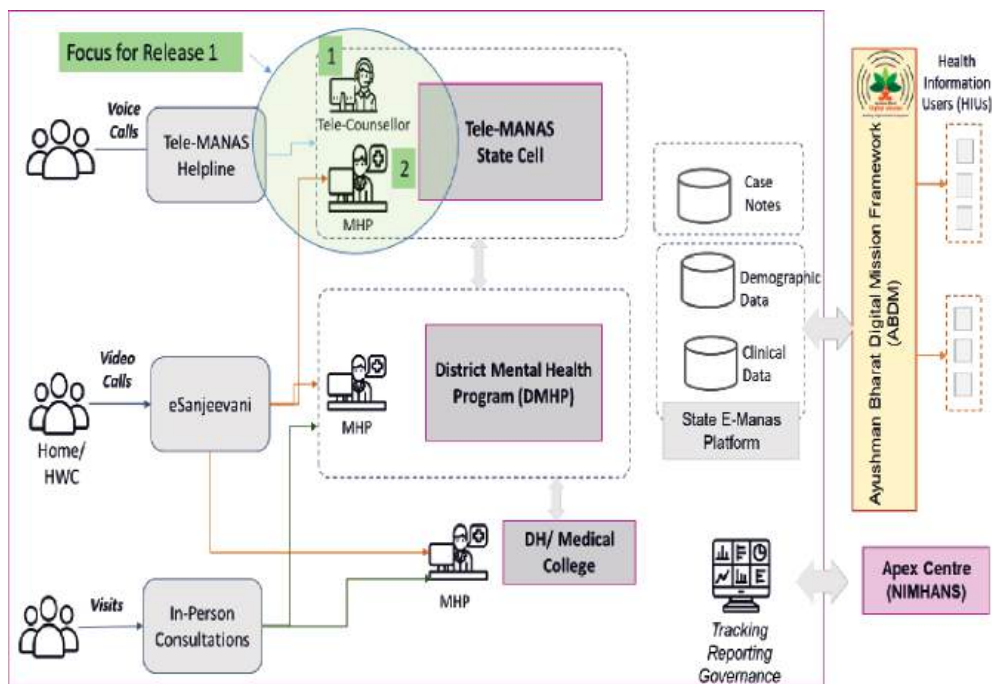 Focus for Release 1
1
Tele-Counsellor
2
MHP
Tele-MANAS
State Cell
Voice
Calls
Tele-MANAS
Helpline
Case
Notes
Demographic
Data
Clinical
Data
State E-Manas
Platform
Ayushman Bharat Digital Mission Framework
(ABDM)
Health
Information
Users (HIUs)
Video
Calls
Home/
HWC
eSanjeevani
MHP
District Mental Health
Program (DMHP)
MHP
DH/ Medical
College
Visits
In-Person
Consultations
Tracking
Reporting
Governance
Apex Centre
(NIMHANS)